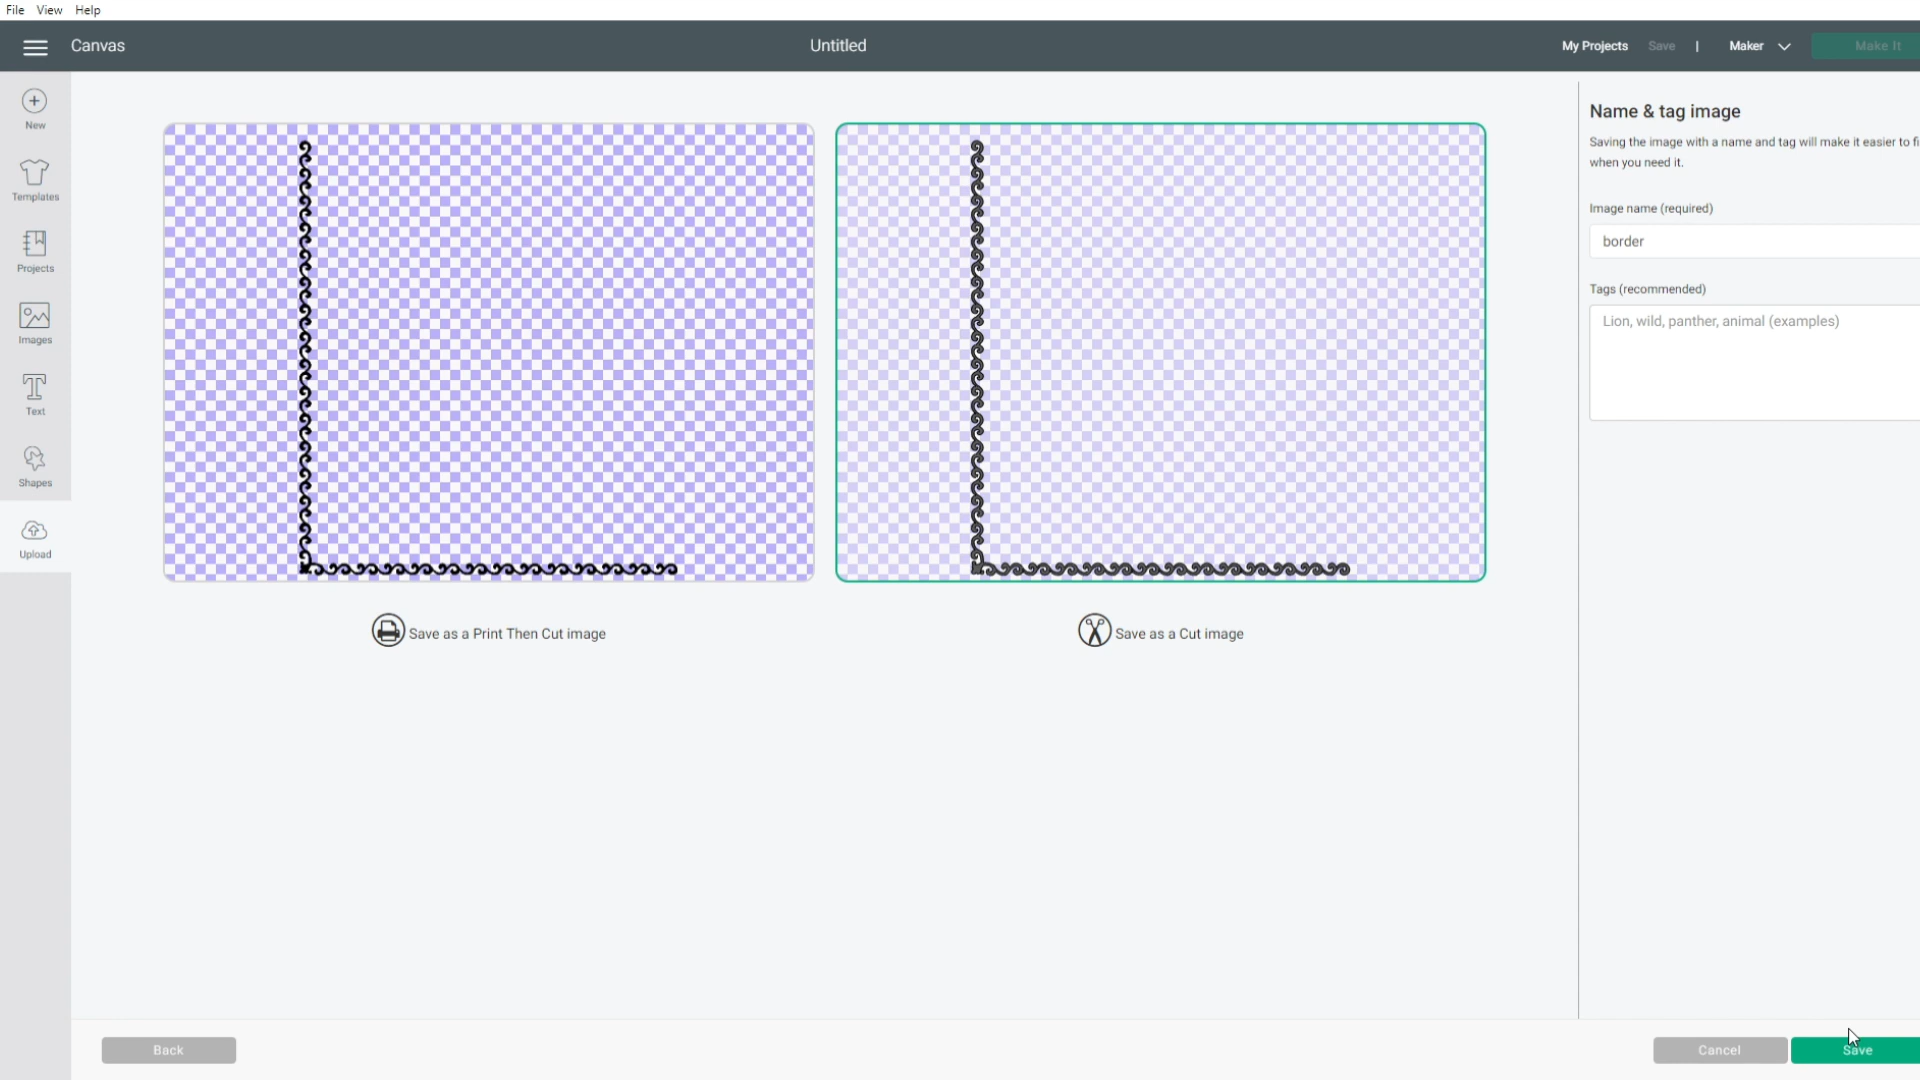 File View Help
Canvas
Untitled
My Projects Save | Maker Make It
New
Templates
Projects
Images
Text
Shapes
Upload
Save as a Print Then Cut image
Save as a Cut image
Name & tag image
Saving the image with a name and tag will make it easier to fi
when you need it.
Image name (required)
border
Tags (recommended)
Lion, wild, panther, animal (examples)
Back
Cancel
Save